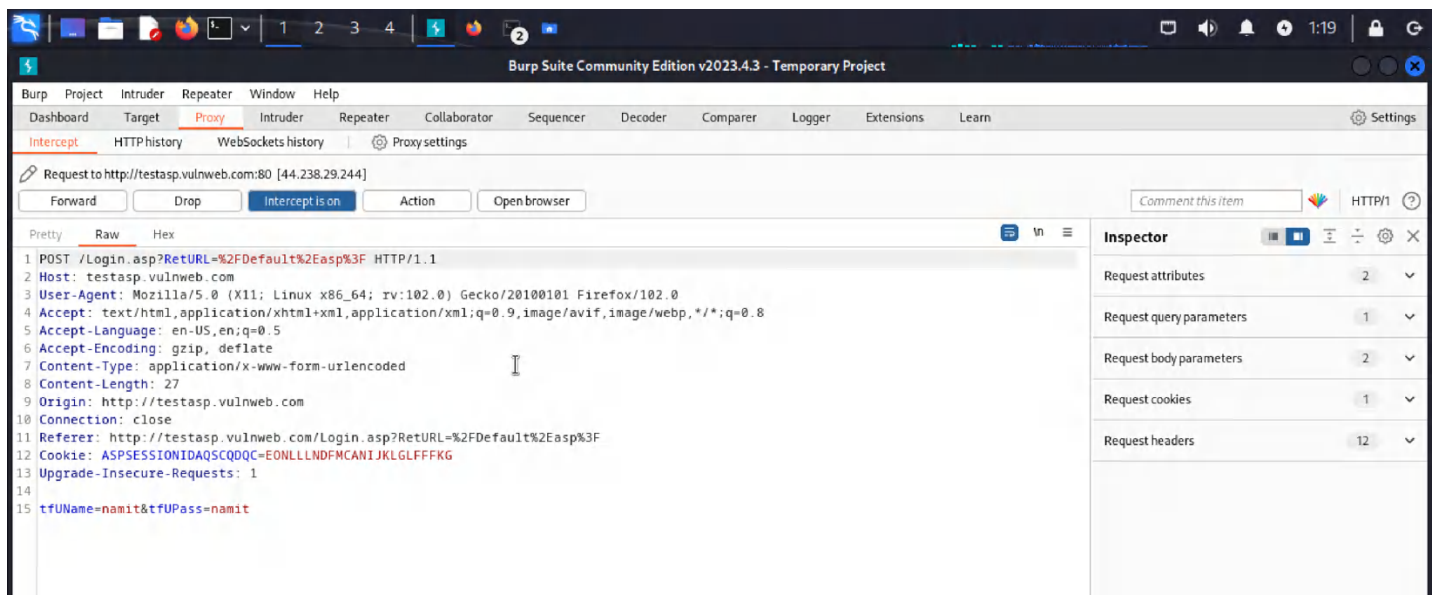 1 2 3 4 2 1:19
Burp Suite Community Edition v2023.4.3 - Temporary Project
Burp Project Intruder Repeater Window Help
Dashboard Target Proxy Intruder Repeater Collaborator Sequencer Decoder Comparer Logger Extensions Learn Settings
Intercept HTTP history WebSockets history Proxy settings
Request to http://testasp.vulnweb.com:80 [44.238.29.244]
Forward Drop Intercept is on Action Open browser Comment this item HTTP/1 ?
Pretty Raw Hex \n
Inspector
1 POST /Login.asp?RetURL=%2FDefault%2Easp%3F HTTP/1.1
2 Host: testasp.vulnweb.com
3 User-Agent: Mozilla/5.0 (X11; Linux x86_64; rv:102.0) Gecko/20100101 Firefox/102.0
4 Accept: text/html,application/xhtml+xml,application/xml;q=0.9,image/avif,image/webp,*/*;q=0.8
5 Accept-Language: en-US,en;q=0.5
6 Accept-Encoding: gzip, deflate
7 Content-Type: application/x-www-form-urlencoded
8 Content-Length: 27
9 Origin: http://testasp.vulnweb.com
10 Connection: close
11 Referer: http://testasp.vulnweb.com/Login.asp?RetURL=%2FDefault%2Easp%3F
12 Cookie: ASPSESSIONIDAQSCQDQC=EONLLLNDFMCANIJKLGLFFFKG
13 Upgrade-Insecure-Requests: 1
14
15 tfUName=namit&tfUPass=namit
Request attributes 2
Request query parameters 1
Request body parameters 2
Request cookies 1
Request headers 12